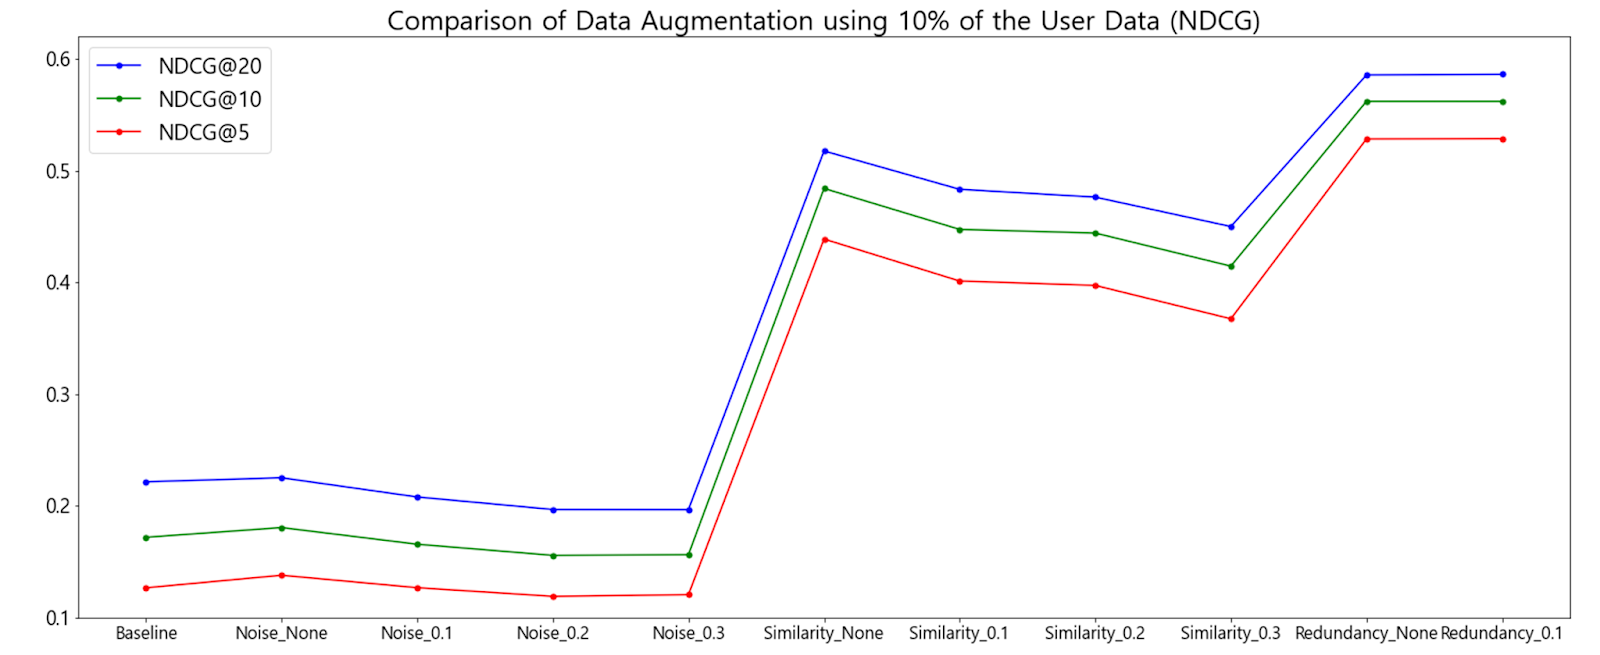 Comparison of Data Augmentation using 10% of the User Data (NDCG)
NDCG@20
NDCG@10
NDCG@5
0.6
0.5
0.4
0.3
0.2
0.1
Baseline Noise_None Noise_0.1 Noise_0.2 Noise_0.3 Similarity_None Similarity_0.1 Similarity_0.2 Similarity_0.3 Redundancy_None Redundancy_0.1